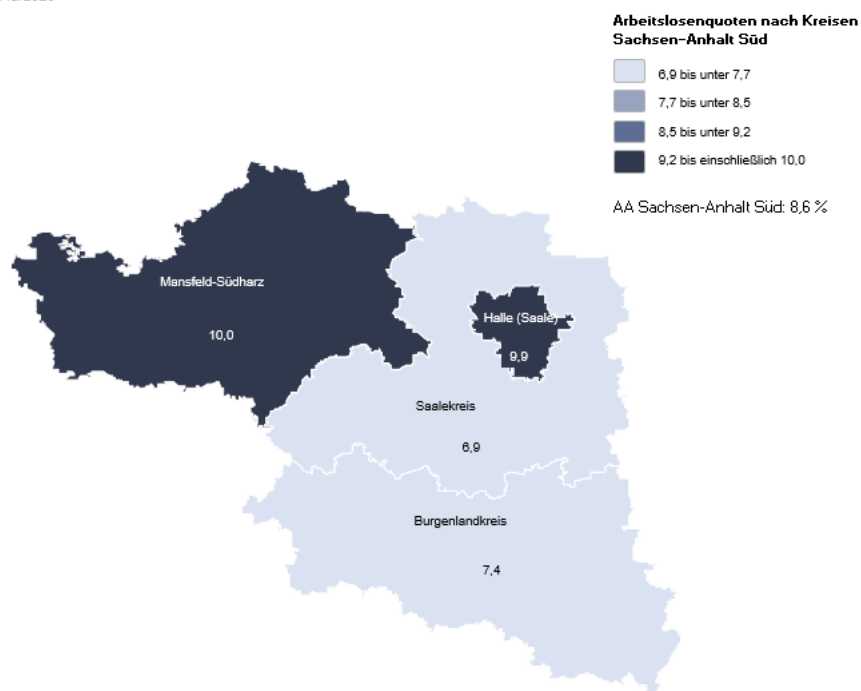 Arbeitslosenquoten nach Kreisen
Sachsen-Anhalt Süd
6,9 bis unter 7,7
7,7 bis unter 8,5
8,5 bis unter 9,2
9,2 bis einschließlich 10,0
AA Sachsen-Anhalt Süd: 8,6 %
Mansfeld-Südharz
10,0
Halle (Saale)
9,9
Saalekreis
6,9
Burgenlandkreis
7,4